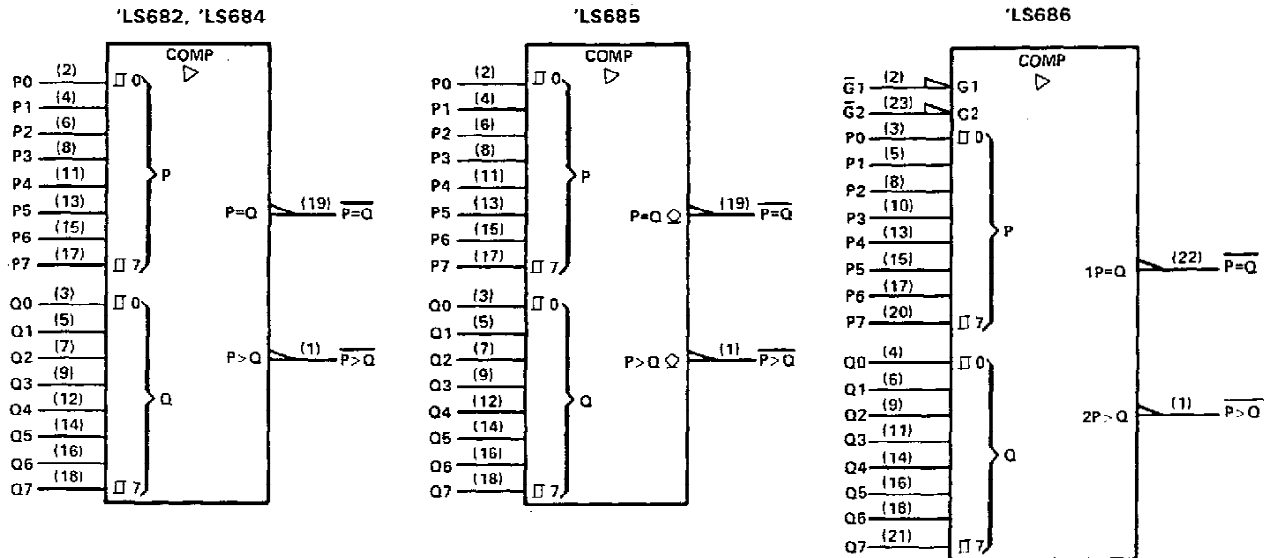 'LS682, 'LS684
COMP
P0 (2) 0
P1 (4)
P2 (6)
P3 (8)
P4 (11)
P5 (13)
P6 (15)
P7 (17) 7
P
Q0 (3) 0
Q1 (5)
Q2 (7)
Q3 (9)
Q4 (12)
Q5 (14)
Q6 (16)
Q7 (18) 7
Q
P=Q (19) P=Q
P>Q (1) P>Q
'LS685
COMP
P0 (2) 0
P1 (4)
P2 (6)
P3 (8)
P4 (11)
P5 (13)
P6 (15)
P7 (17) 7
P
Q0 (3) 0
Q1 (5)
Q2 (7)
Q3 (9)
Q4 (12)
Q5 (14)
Q6 (16)
Q7 (18) 7
Q
P=Q (19) P=Q
P>Q (1) P>Q
'LS686
COMP
G1 (2) G1
G2 (23) G2
P0 (3) 0
P1 (5)
P2 (8)
P3 (10)
P4 (13)
P5 (15)
P6 (17)
P7 (20) 7
P
Q0 (4) 0
Q1 (6)
Q2 (9)
Q3 (11)
Q4 (14)
Q5 (16)
Q6 (18)
Q7 (21) 7
Q
1P=Q (22) P=Q
2P>Q (1) P>Q